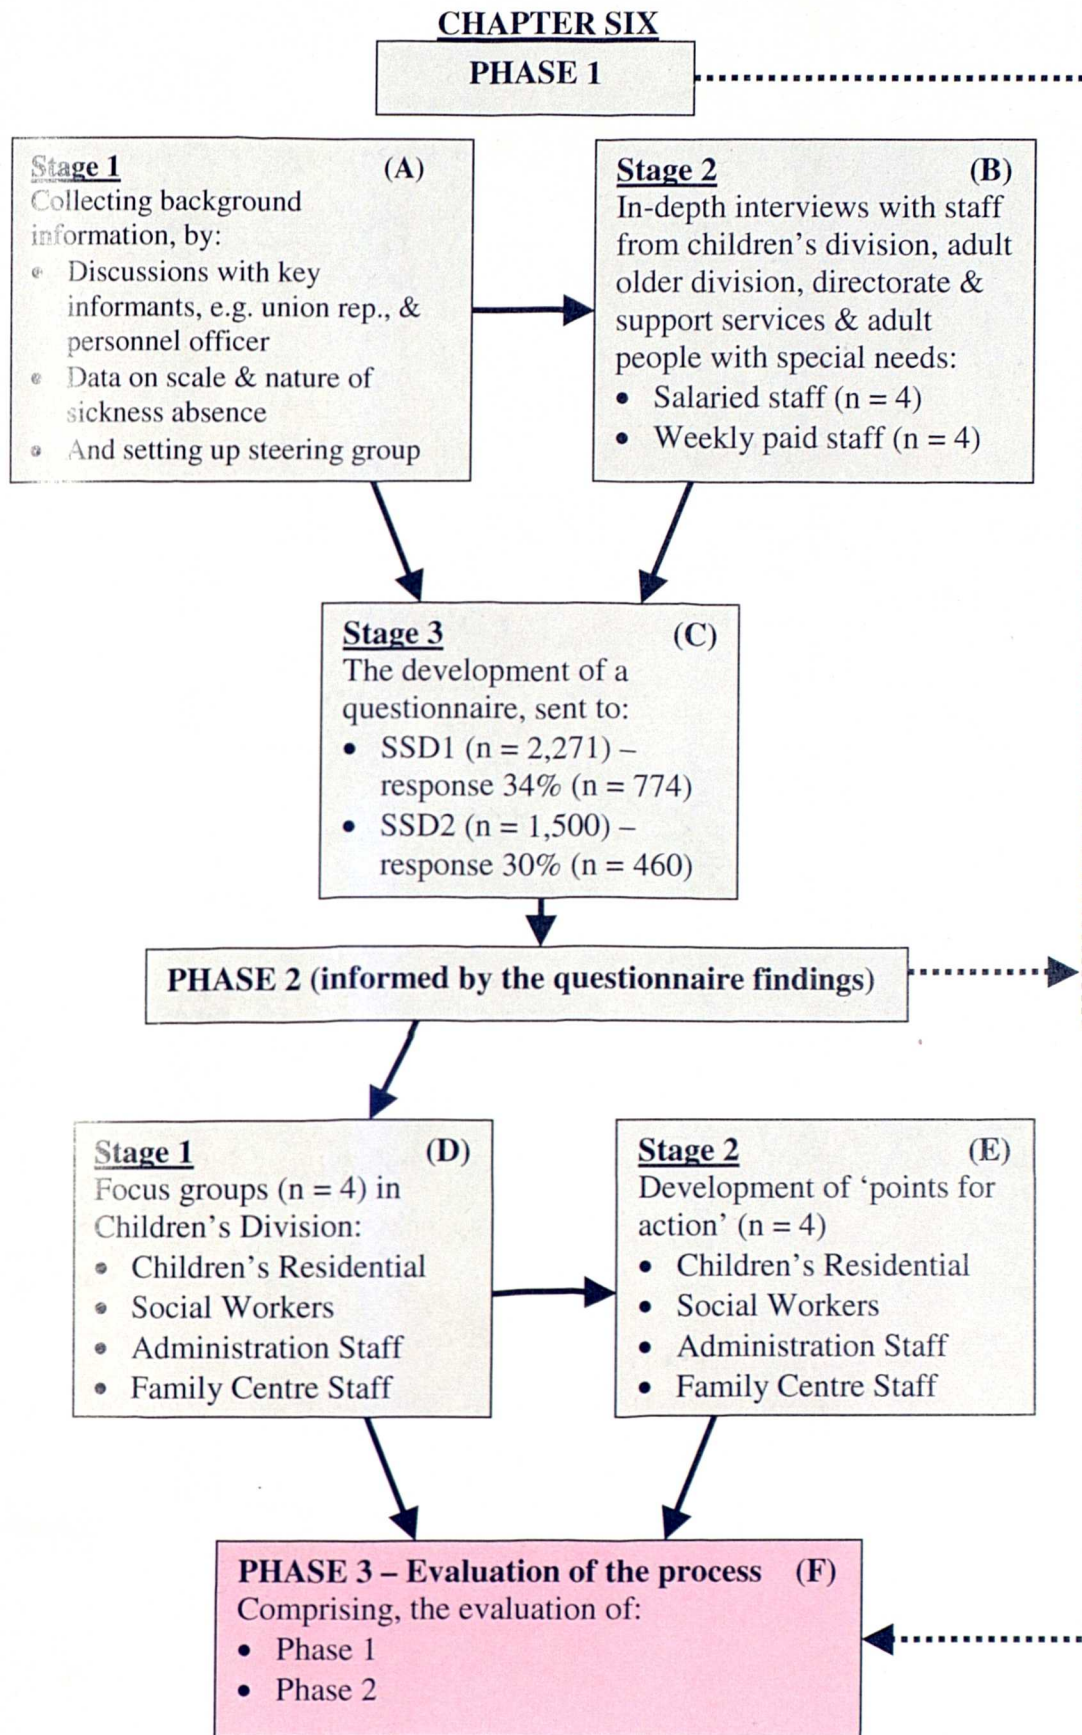 CHAPTER SIX
PHASE 1
Stage 1 (A)
Collecting background
information, by:
• Discussions with key
informants, e.g. union rep., &
personnel officer
• Data on scale & nature of
sickness absence
• And setting up steering group
Stage 2 (B)
In-depth interviews with staff
from children's division, adult
older division, directorate &
support services & adult
people with special needs:
• Salaried staff (n = 4)
• Weekly paid staff (n = 4)
Stage 3 (C)
The development of a
questionnaire, sent to:
• SSD1 (n = 2,271) –
response 34% (n = 774)
• SSD2 (n = 1,500) –
response 30% (n = 460)
PHASE 2 (informed by the questionnaire findings)
Stage 1 (D)
Focus groups (n = 4) in
Children's Division:
• Children's Residential
• Social Workers
• Administration Staff
• Family Centre Staff
Stage 2 (E)
Development of 'points for
action' (n = 4)
• Children's Residential
• Social Workers
• Administration Staff
• Family Centre Staff
PHASE 3 – Evaluation of the process (F)
Comprising, the evaluation of:
• Phase 1
• Phase 2